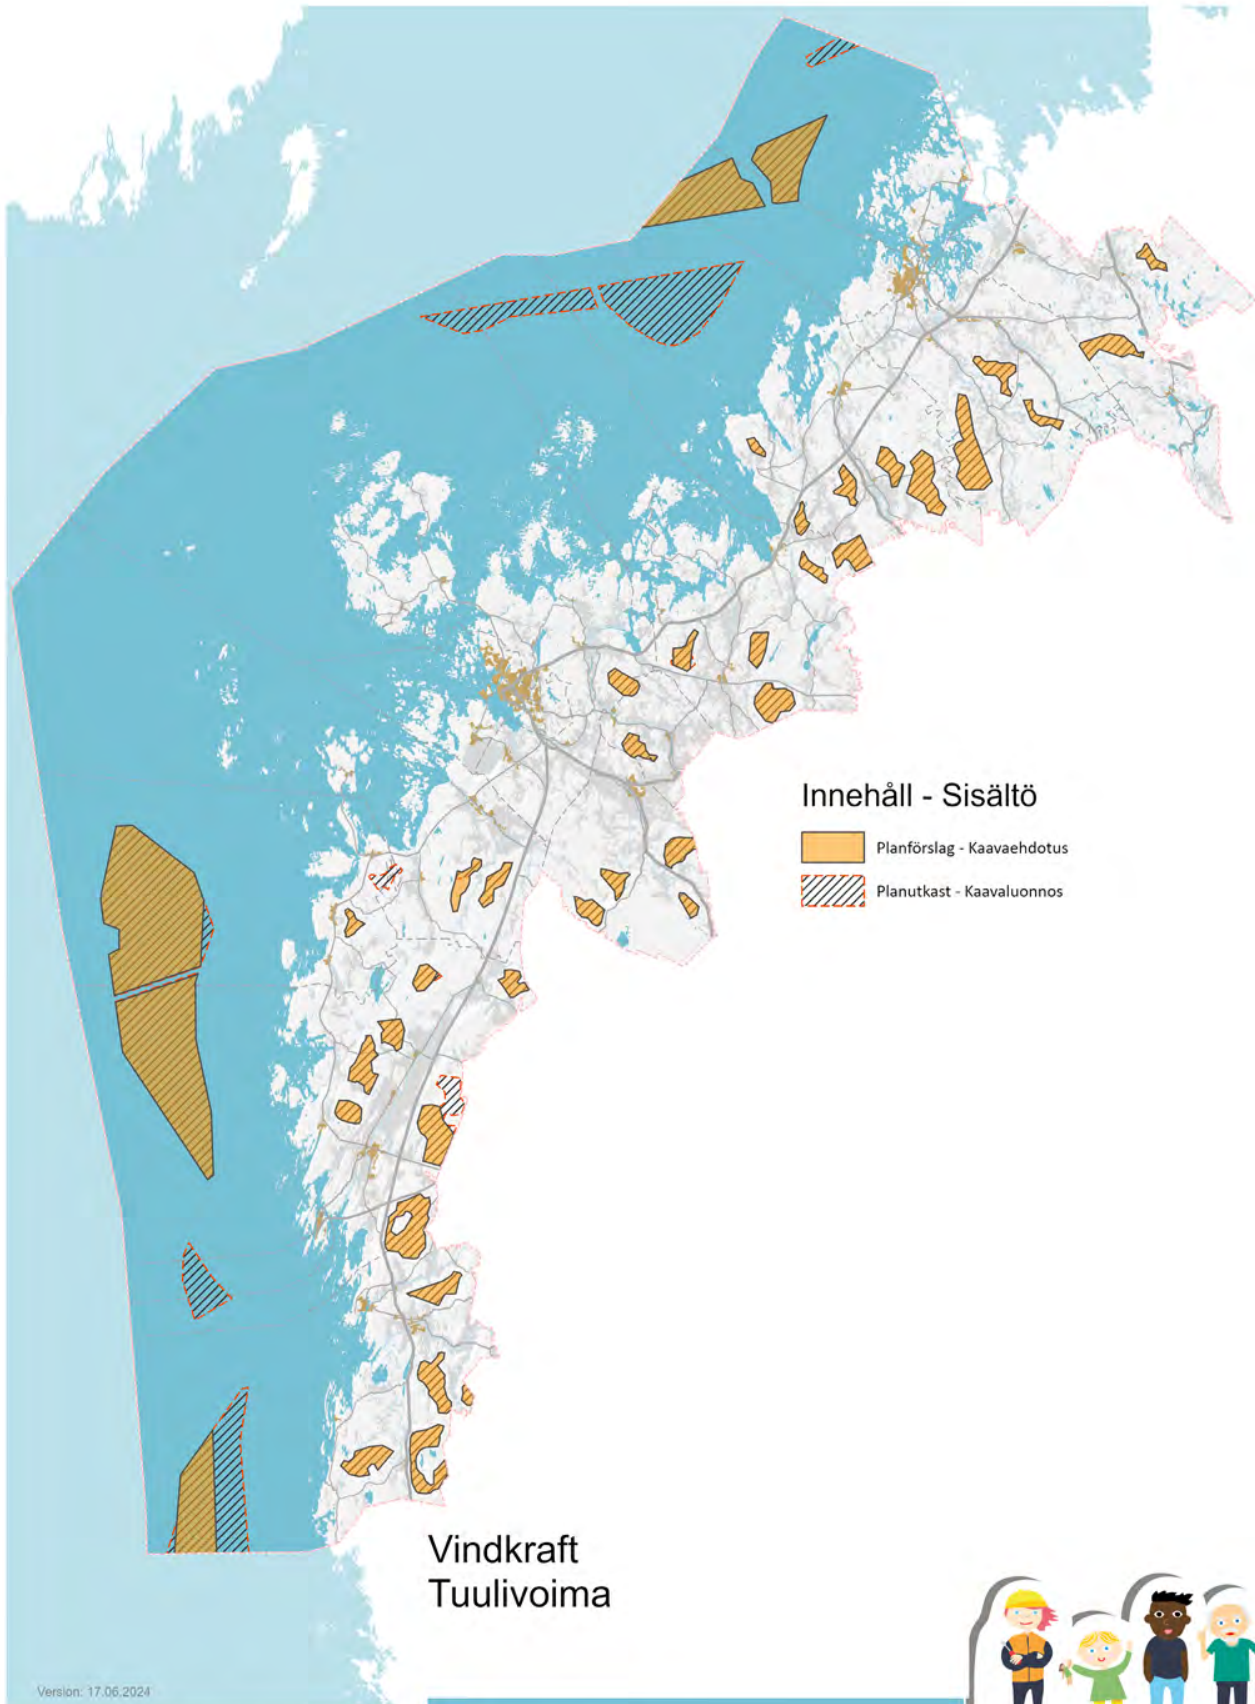 Innehåll - Sisältö
Planförslag - Kaavaehdotus
Planutkast - Kaavaluonnos
Vindkraft
Tuulivoima
Version: 17.06.2024